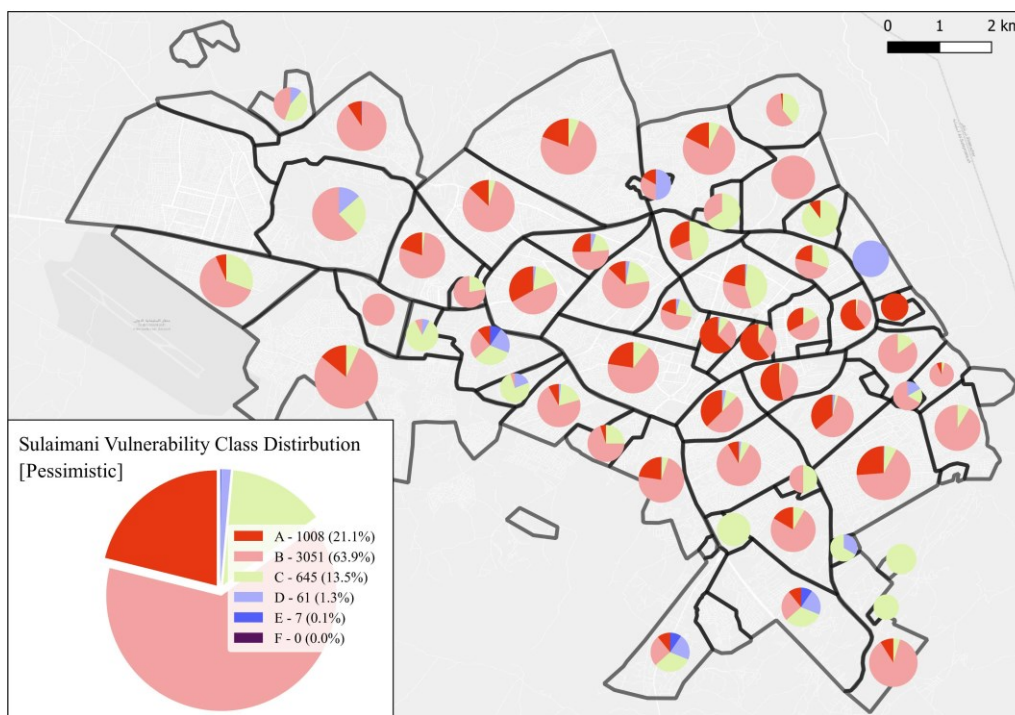 0 1 2 km
Sulaimani Vulnerability Class Distirbution
[Pessimistic]
A - 1008 (21.1%)
B - 3051 (63.9%)
C - 645 (13.5%)
D - 61 (1.3%)
E - 7 (0.1%)
F - 0 (0.0%)